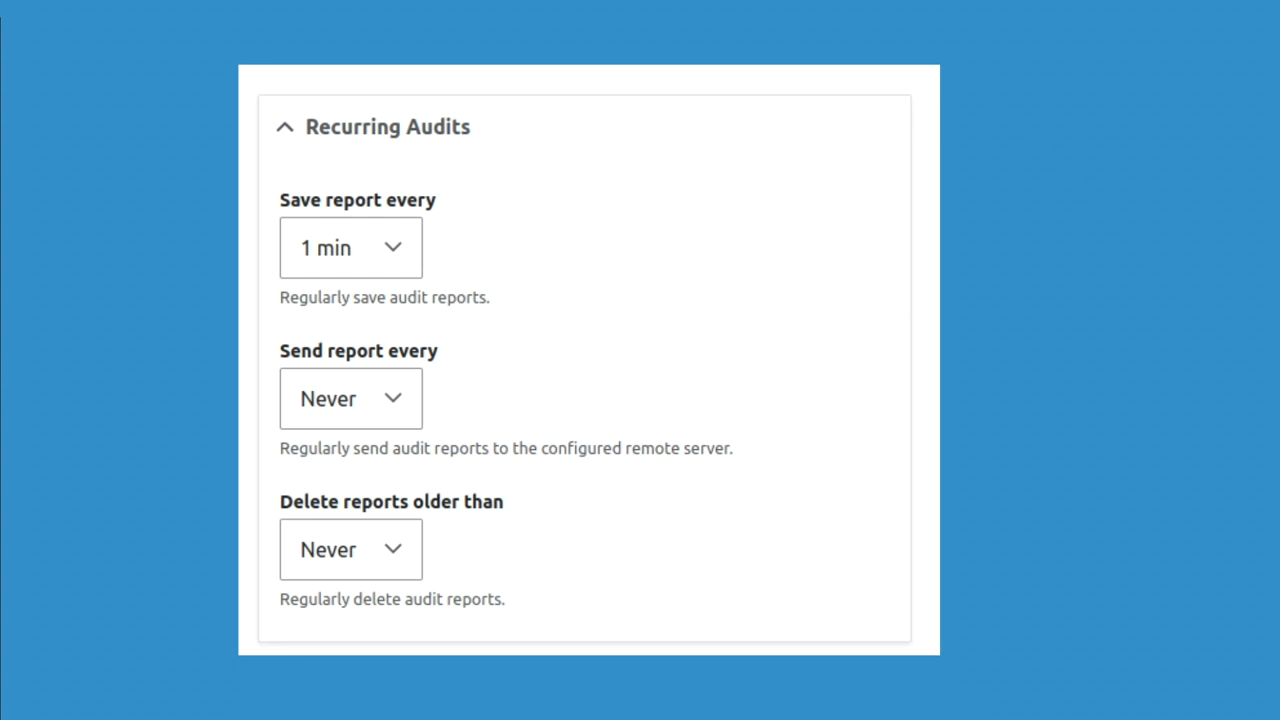 Recurring Audits
Save report every
1 min
Regularly save audit reports.
Send report every
Never
Regularly send audit reports to the configured remote server.
Delete reports older than
Never
Regularly delete audit reports.